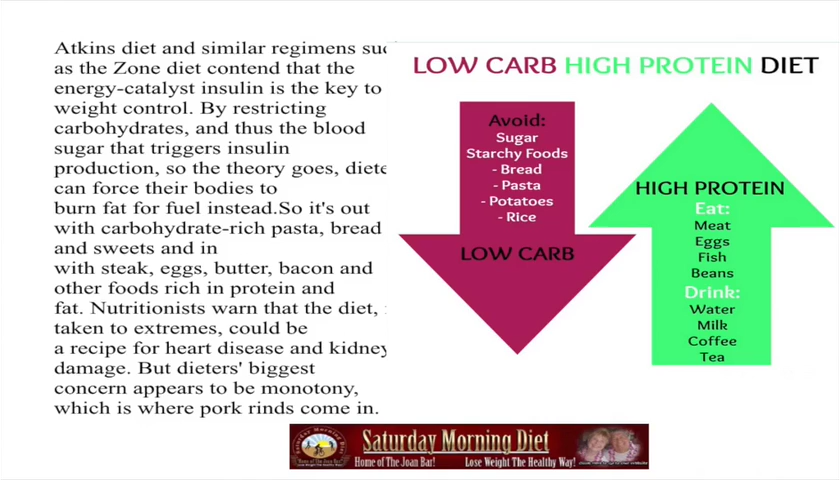 Atkins diet and similar regimens suc
as the Zone diet contend that the
energy-catalyst insulin is the key to
weight control. By restricting
carbohydrates, and thus the blood
sugar that triggers insulin
production, so the theory goes, diete
can force their bodies to
burn fat for fuel instead.So it's out
with carbohydrate-rich pasta, bread
and sweets and in
with steak, eggs, butter, bacon and
other foods rich in protein and
fat. Nutritionists warn that the diet,
taken to extremes, could be
a recipe for heart disease and kidney
damage. But dieters' biggest
concern appears to be monotony,
which is where pork rinds come in.
LOW CARB HIGH PROTEIN DIET
Avoid:
Sugar
Starchy Foods
- Bread
- Pasta
- Potatoes
- Rice
LOW CARB
HIGH PROTEIN
Eat:
Meat
Eggs
Fish
Beans
Drink:
Water
Milk
Coffee
Tea
Saturday Morning Diet
Home of The Joan Bar! Lose Weight The Healthy Way!